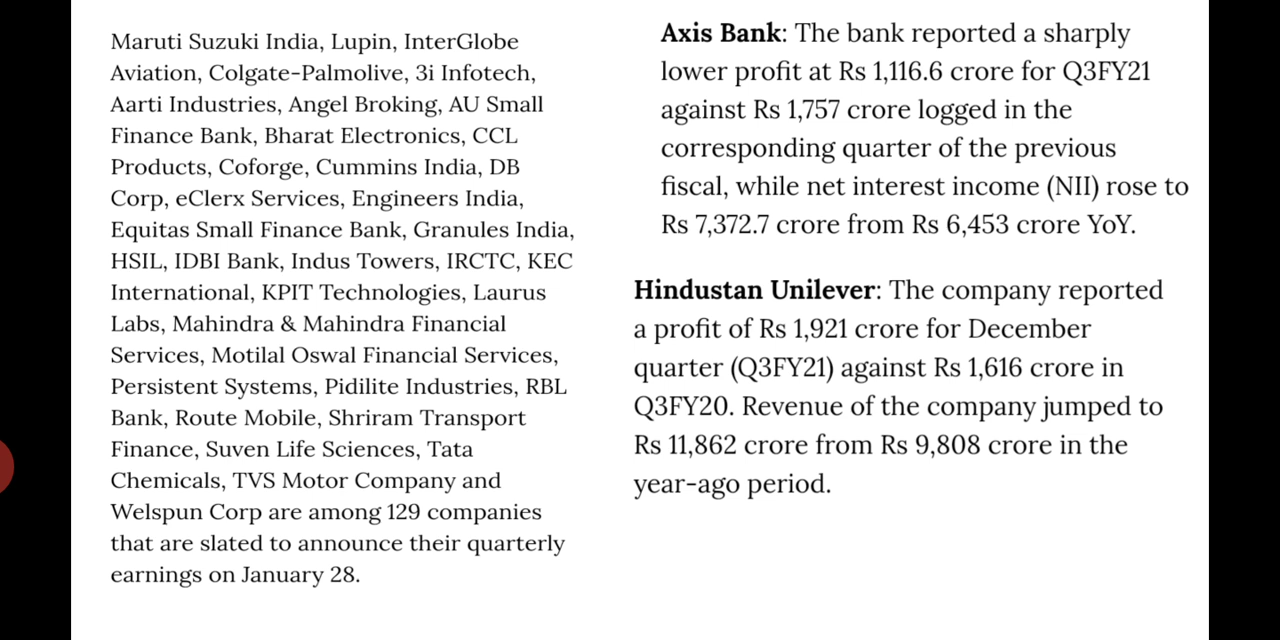 Maruti Suzuki India, Lupin, InterGlobe
Aviation, Colgate-Palmolive, 3i Infotech,
Aarti Industries, Angel Broking, AU Small
Finance Bank, Bharat Electronics, CCL
Products, Coforge, Cummins India, DB
Corp, eClerx Services, Engineers India,
Equitas Small Finance Bank, Granules India,
HSIL, IDBI Bank, Indus Towers, IRCTC, KEC
International, KPIT Technologies, Laurus
Labs, Mahindra & Mahindra Financial
Services, Motilal Oswal Financial Services,
Persistent Systems, Pidilite Industries, RBL
Bank, Route Mobile, Shriram Transport
Finance, Suven Life Sciences, Tata
Chemicals, TVS Motor Company and
Welspun Corp are among 129 companies
that are slated to announce their quarterly
earnings on January 28.
Axis Bank: The bank reported a sharply
lower profit at Rs 1,116.6 crore for Q3FY21
against Rs 1,757 crore logged in the
corresponding quarter of the previous
fiscal, while net interest income (NII) rose to
Rs 7,372.7 crore from Rs 6,453 crore YoY.
Hindustan Unilever: The company reported
a profit of Rs 1,921 crore for December
quarter (Q3FY21) against Rs 1,616 crore in
Q3FY20. Revenue of the company jumped to
Rs 11,862 crore from Rs 9,808 crore in the
year-ago period.